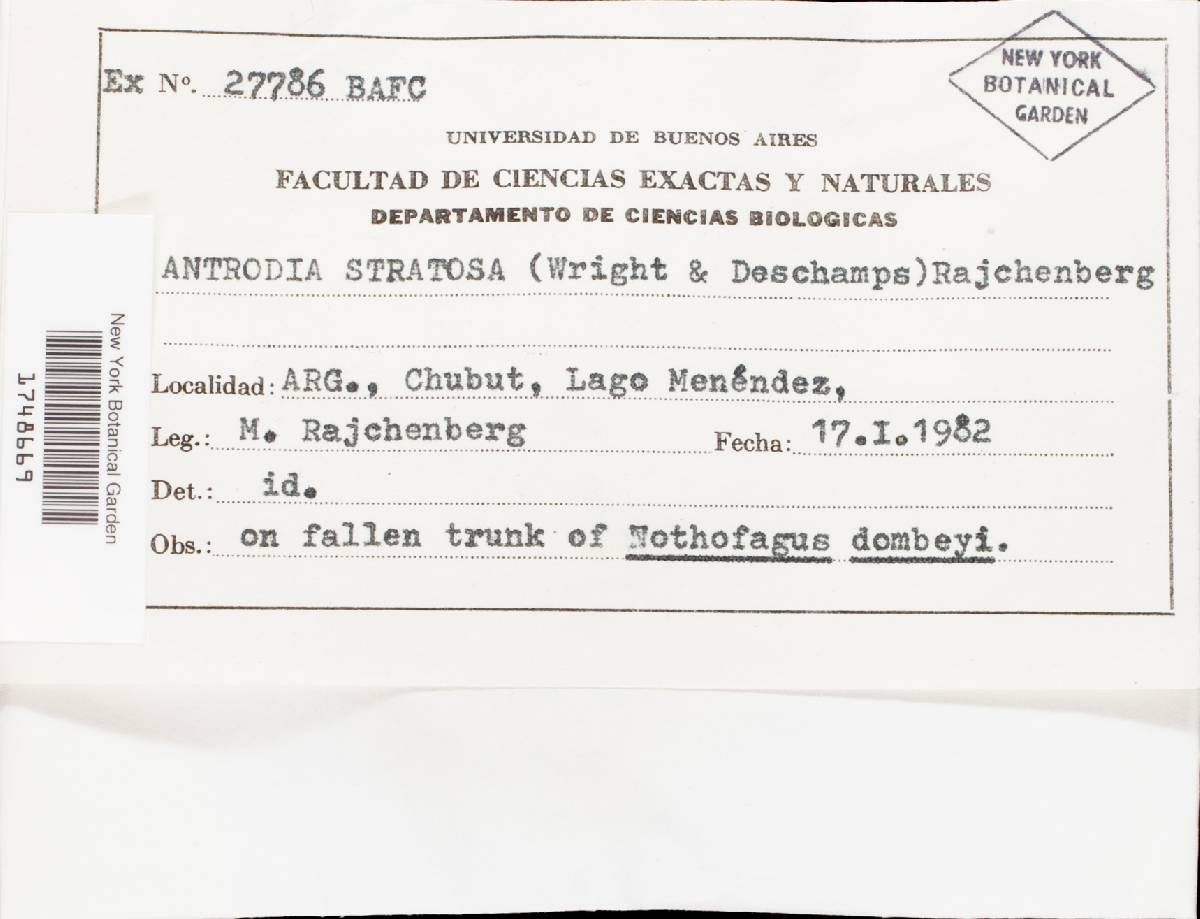 Ex Nº. 27786 BAFC
NEW YORK
BOTANICAL
GARDEN
UNIVERSIDAD DE BUENOS AIRES
FACULTAD DE CIENCIAS EXACTAS Y NATURALES
DEPARTAMENTO DE CIENCIAS BIOLOGICAS
ANTRODIA STRATOSA (Wright & Deschamps)Rajchenberg
Localidad: ARG., Chubut, Lago Menéndez,
Leg.: M. Rajchenberg Fecha: 17.I.1982
Det.: id.
Obs.: on fallen trunk of Nothofagus dombeyi.
New York Botanical Garden
1748669